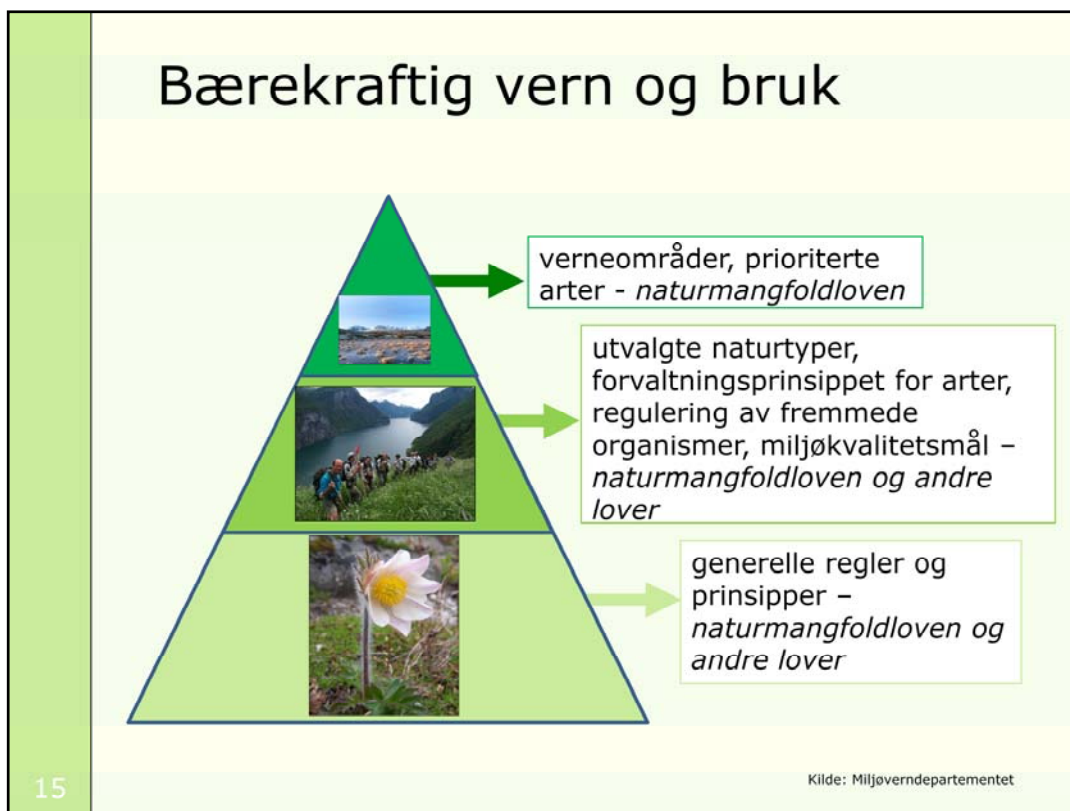 Bærekraftig vern og bruk
verneområder, prioriterte
arter - naturmangfoldloven
utvalgte naturtyper,
forvaltningsprinsippet for arter,
regulering av fremmede
organismer, miljøkvalitetsmål –
naturmangfoldloven og andre
lover
generelle regler og
prinsipper –
naturmangfoldloven og
andre lover
15
Kilde: Miljøverndepartementet